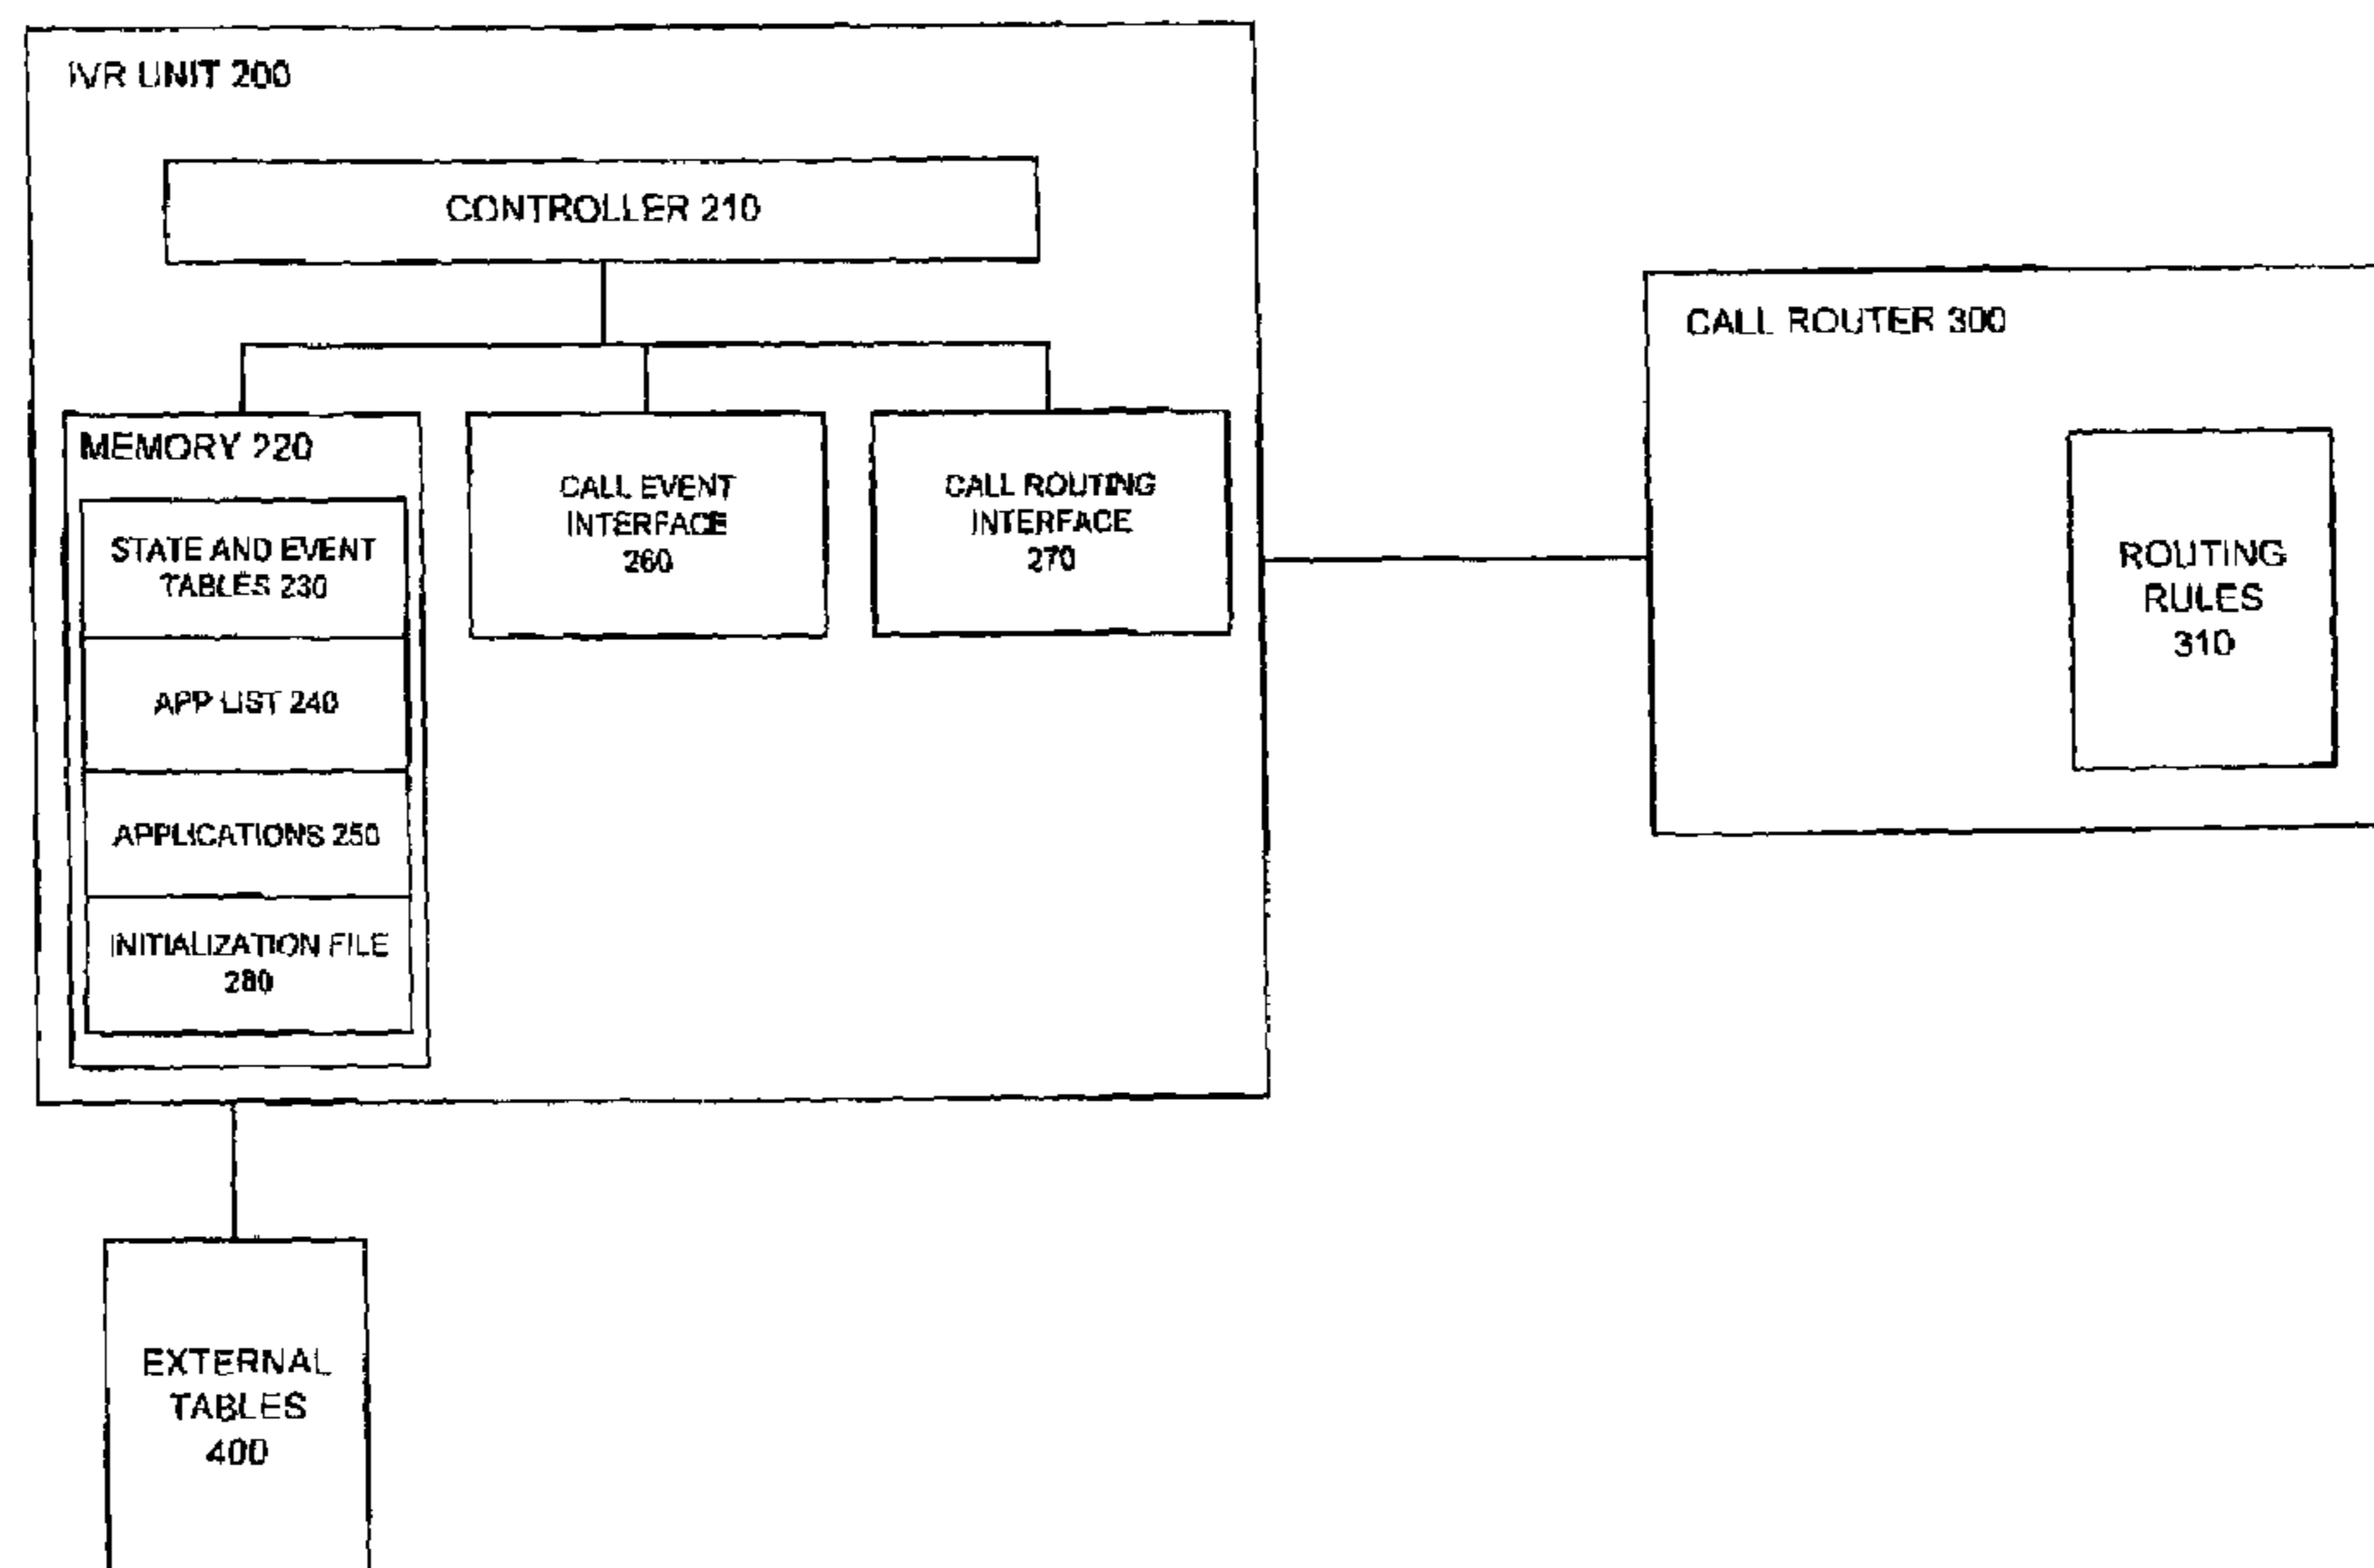 IVR UNIT 200
CONTROLLER 210
CALL ROUTER 300
MEMORY 220
STATE AND EVENT
TABLES 230
APP LIST 240
APPLICATIONS 250
INITIALIZATION FILE
280
CALL EVENT
INTERFACE
260
CALL ROUTING
INTERFACE
270
ROUTING
RULES
310
EXTERNAL
TABLES
400